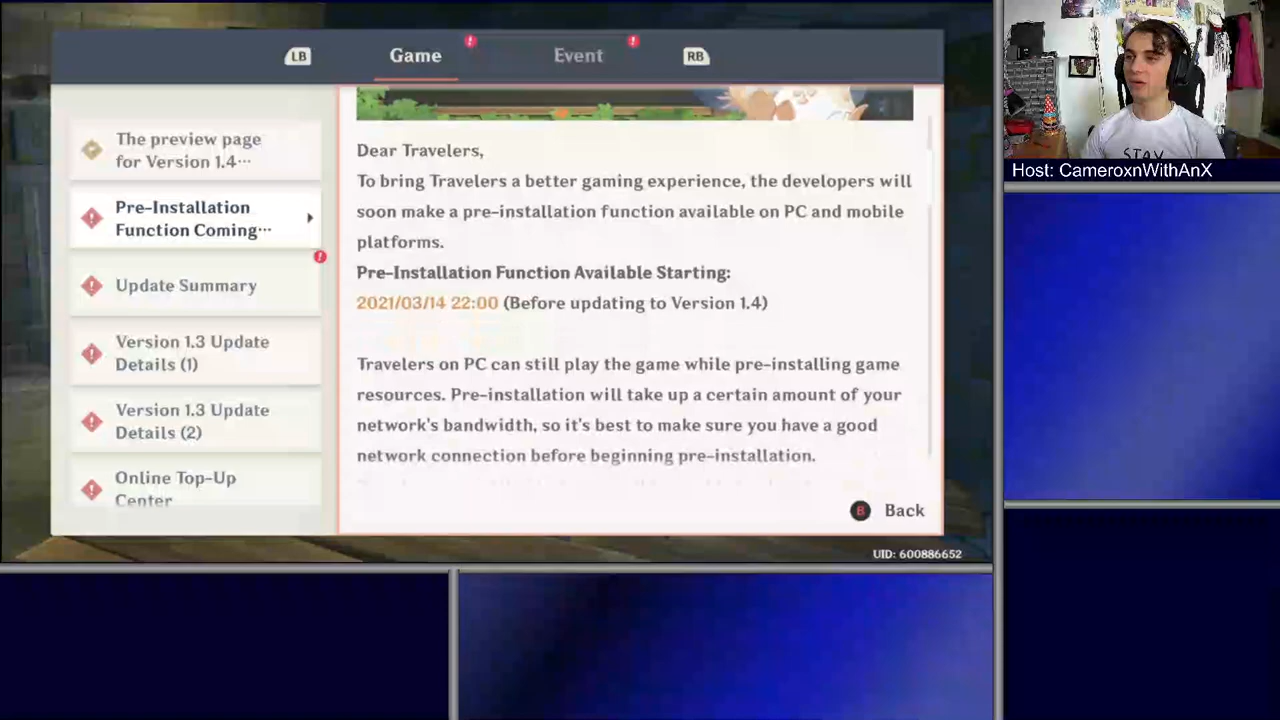 LB
Game
Event
RB
The preview page
for Version 1.4···
Pre-Installation
Function Coming···
Update Summary
Version 1.3 Update
Details (1)
Version 1.3 Update
Details (2)
Online Top-Up
Center
Dear Travelers,
To bring Travelers a better gaming experience, the developers will
soon make a pre-installation function available on PC and mobile
platforms.
Pre-Installation Function Available Starting:
2021/03/14 22:00 (Before updating to Version 1.4)
Travelers on PC can still play the game while pre-installing game
resources. Pre-installation will take up a certain amount of your
network's bandwidth, so it's best to make sure you have a good
network connection before beginning pre-installation.
B Back
UID: 600886652
STAY
Host: CameroxnWithAnX